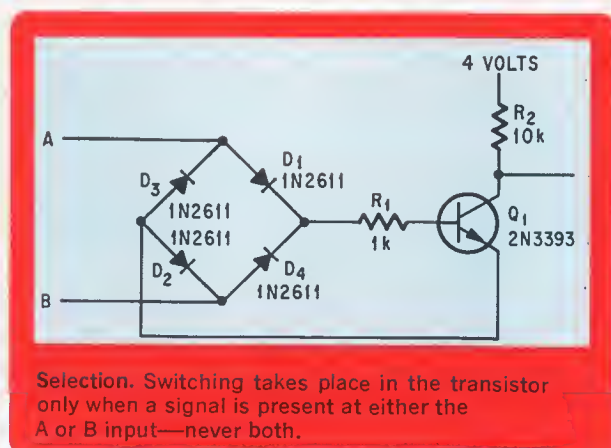 4 VOLTS
R2
10k
A
D1
1N2611
D3
1N2611
R1
1k
Q1
2N3393
1N2611
D2
D4
1N2611
B
Selection. Switching takes place in the transistor
only when a signal is present at either the
A or B input—never both.